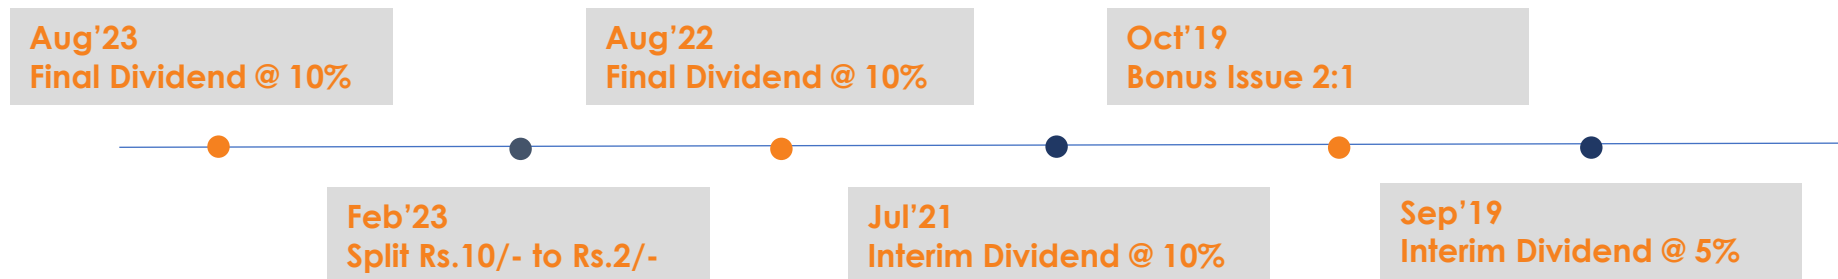 Aug’23
Final Dividend @ 10%
Aug’22
Final Dividend @ 10%
Oct’19
Bonus Issue 2:1
Feb’23
Split Rs.10/- to Rs.2/-
Jul’21
Interim Dividend @ 10%
Sep’19
Interim Dividend @ 5%